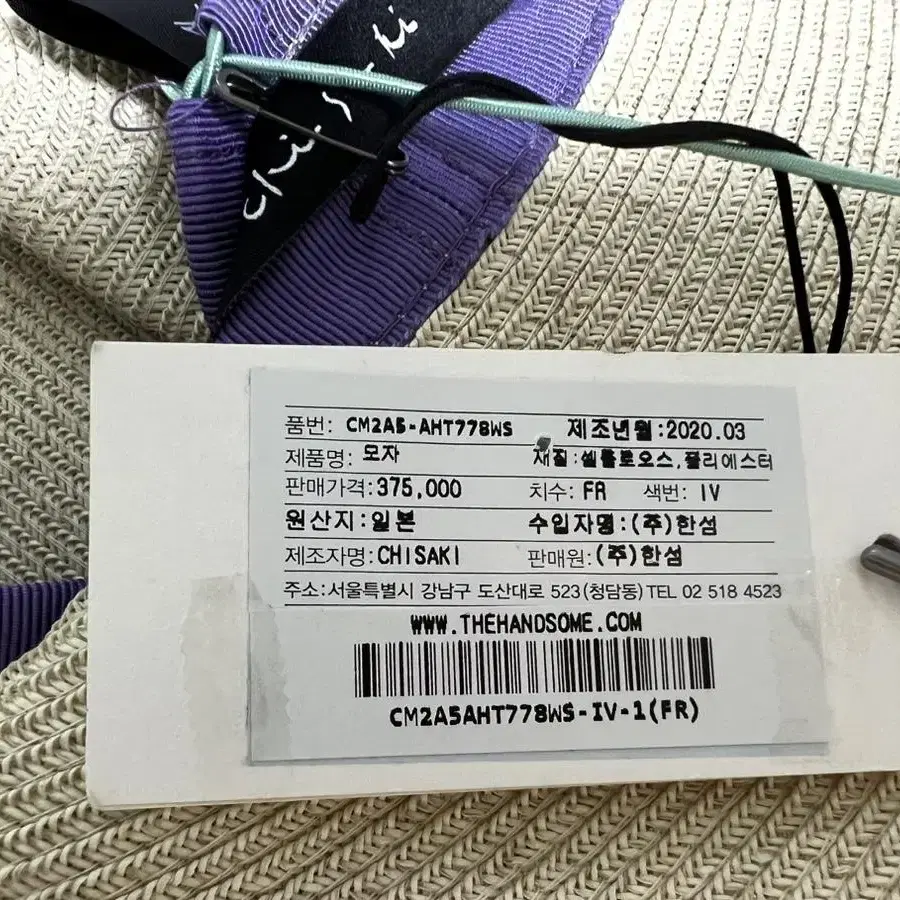 chisaki
품번: CM2A5-AHT778WS 제조년월:2020.03
제품명: 모자 재질:셀룰로오스,폴리에스터
판매가격:375,000 치수: FR 색번: IV
원산지:일본 수입자명:(주)한섬
제조자명:CHISAKI 판매원:(주)한섬
주소:서울특별시 강남구 도산대로 523(청담동) TEL 02 518 4523
WWW.THEHANDSOME.COM
CM2A5AHT778WS-IV-1(FR)